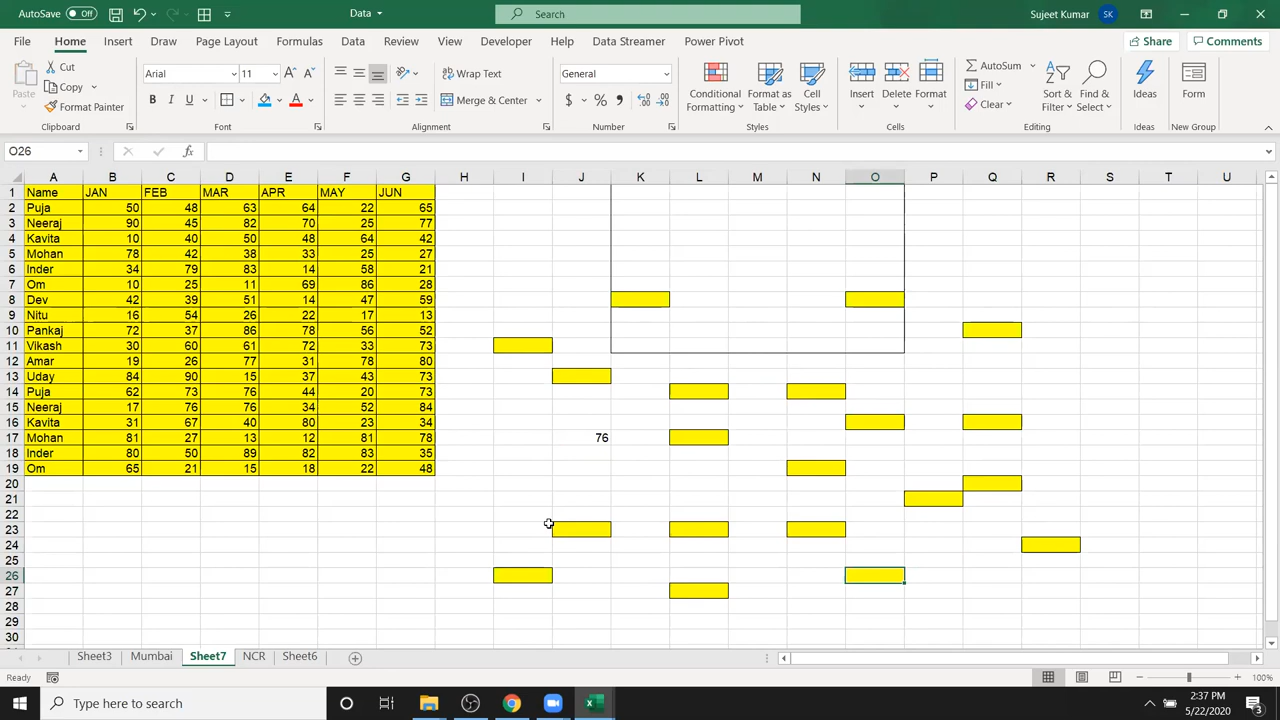 AutoSave Off Data Search Sujeet Kumar SK
File Home Insert Draw Page Layout Formulas Data Review View Developer Help Data Streamer Power Pivot Share Comments
Paste Cut Copy Format Painter Clipboard
Arial 11 B I U A Font
Wrap Text Merge & Center Alignment
General $ % , Number
Conditional Formatting Format as Table Cell Styles Styles
Insert Delete Format Cells
AutoSum Fill Clear Sort & Filter Find & Select Editing
Ideas Ideas
Form New Group
O26 fx
A B C D E F G H I J K L M N O P Q R S T U
1 Name JAN FEB MAR APR MAY JUN
2 Puja 50 48 63 64 22 65
3 Neeraj 90 45 82 70 25 77
4 Kavita 10 40 50 48 64 42
5 Mohan 78 42 38 33 25 27
6 Inder 34 79 83 14 58 21
7 Om 10 25 11 69 86 28
8 Dev 42 39 51 14 47 59
9 Nitu 16 54 26 22 17 13
10 Pankaj 72 37 86 78 56 52
11 Vikash 30 60 61 72 33 73
12 Amar 19 26 77 31 78 80
13 Uday 84 90 15 37 43 73
14 Puja 62 73 76 44 20 73
15 Neeraj 17 76 76 34 52 84
16 Kavita 31 67 40 80 23 34
17 Mohan 81 27 13 12 81 78 76
18 Inder 80 50 89 82 83 35
19 Om 65 21 15 18 22 48
20
21
22
23
24
25
26
27
28
29
30
Sheet3 Mumbai Sheet7 NCR Sheet6
Ready 100%
Type here to search 2:37 PM
5/22/2020 3